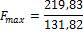 F_max = 219,83 / 131,82